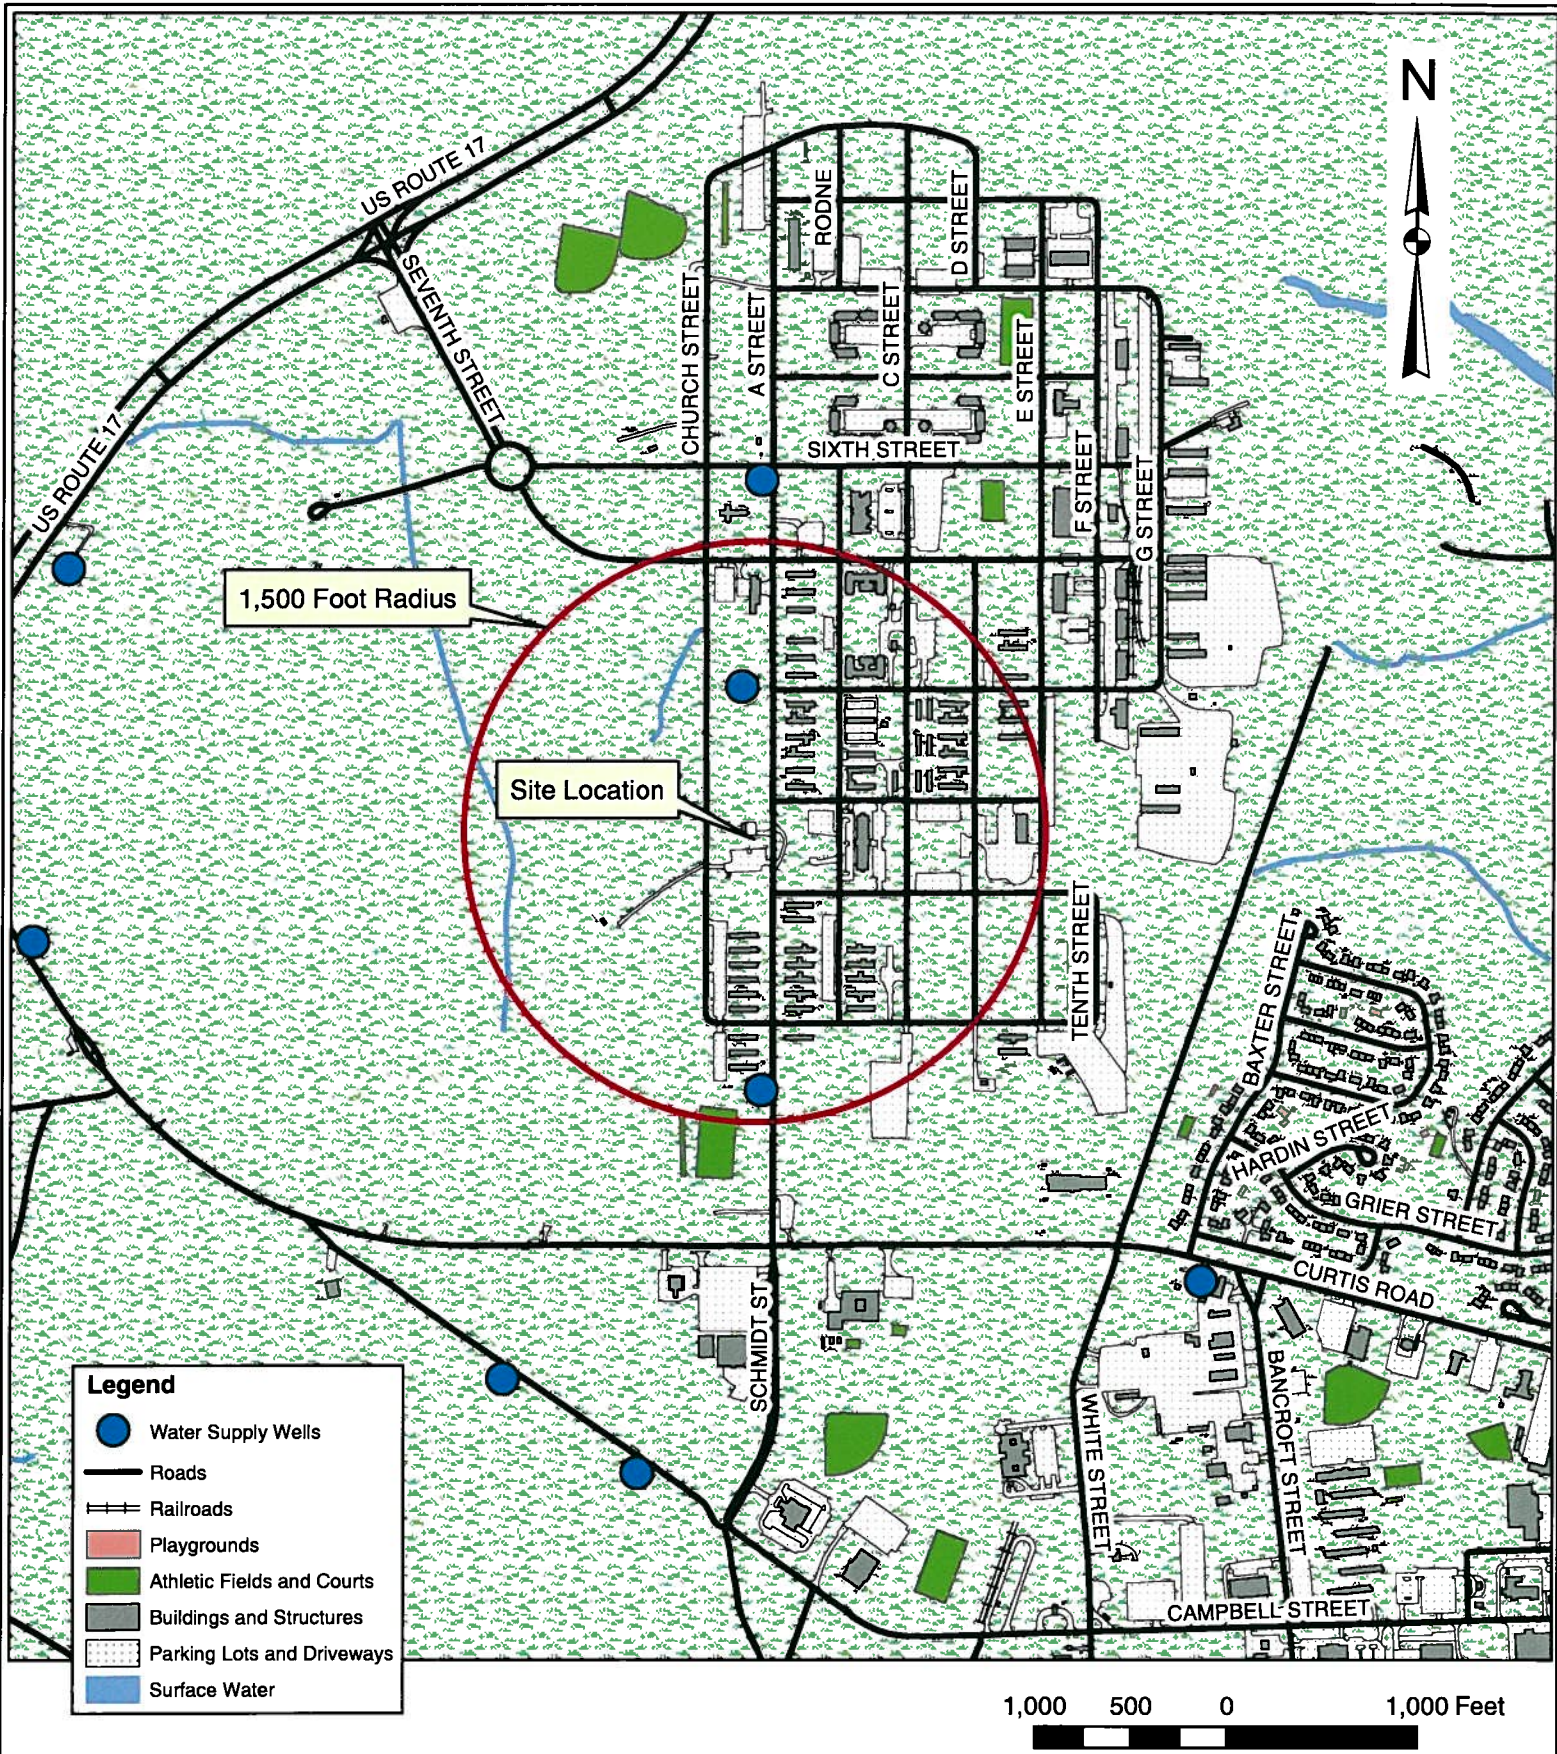 N
US ROUTE 17
SEVENTH STREET
RODNE
D STREET
CHURCH STREET
A STREET
C STREET
E STREET
US ROUTE 17
SIXTH STREET
F STREET
G STREET
1,500 Foot Radius
Site Location
TENTH STREET
BAXTER STREET
HARDIN STREET
GRIER STREET
CURTIS ROAD
SCHMIDT ST
WHITE STREET
BANCROFT STREET
CAMPBELL STREET
Legend
Water Supply Wells
Roads
Railroads
Playgrounds
Athletic Fields and Courts
Buildings and Structures
Parking Lots and Driveways
Surface Water
1,000 500 0 1,000 Feet